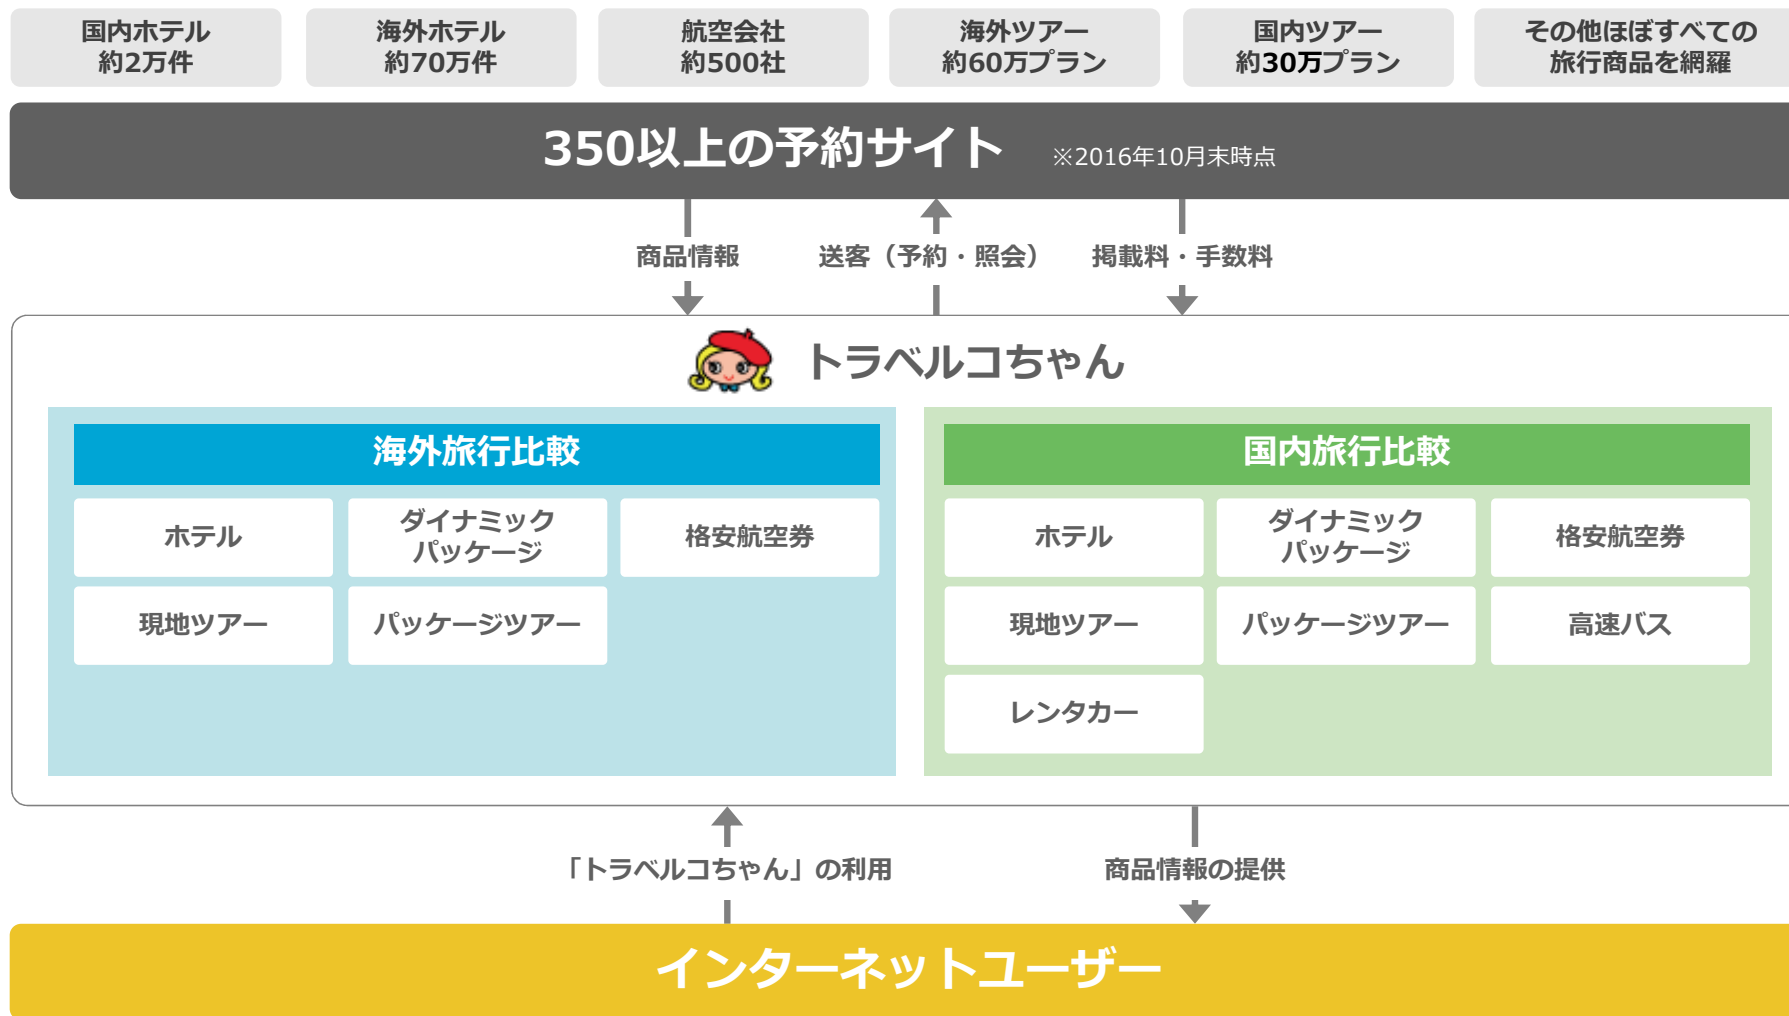 国内ホテル
約2万件
海外ホテル
約70万件
航空会社
約500社
海外ツアー
約60万プラン
国内ツアー
約30万プラン
その他ほぼすべての
旅行商品を網羅
350以上の予約サイト ※2016年10月末時点
商品情報
送客（予約・照会）
掲載料・手数料
トラベルコちゃん
海外旅行比較
ホテル
ダイナミック
パッケージ
格安航空券
現地ツアー
パッケージツアー
国内旅行比較
ホテル
ダイナミック
パッケージ
格安航空券
現地ツアー
パッケージツアー
高速バス
レンタカー
「トラベルコちゃん」の利用
商品情報の提供
インターネットユーザー